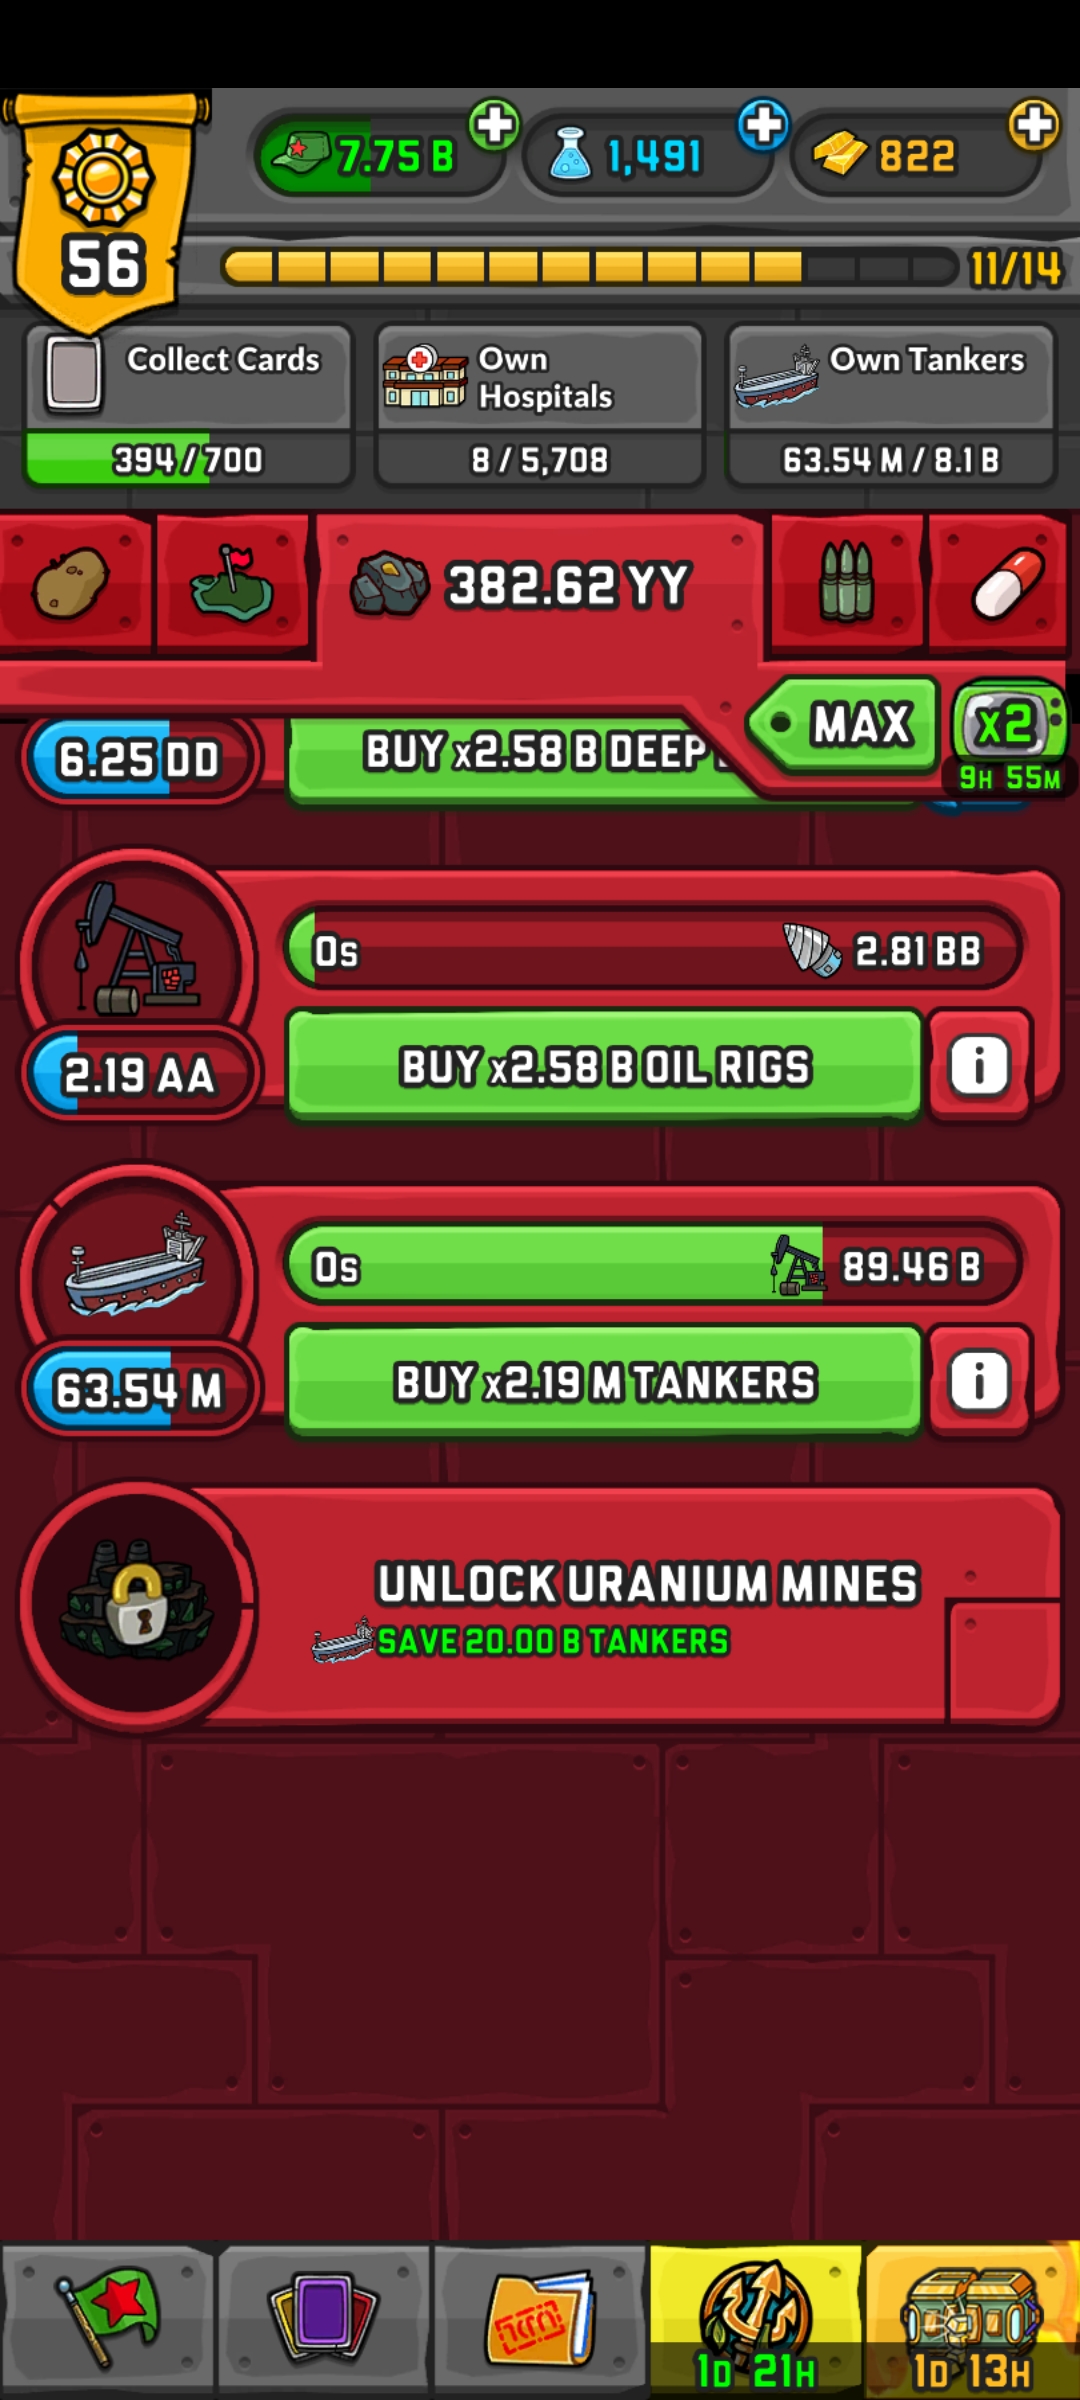 56
7.75 B
1,491
822
11/14
Collect Cards
394 / 700
Own
Hospitals
8 / 5,708
Own Tankers
63.54 M / 8.1 B
382.62 YY
MAX
x2
9H 55M
6.25 DD
BUY x2.58 B DEEP
0s
2.81 BB
2.19 AA
BUY x2.58 B OIL RIGS
i
0s
89.46 B
63.54 M
BUY x2.19 M TANKERS
i
UNLOCK URANIUM MINES
SAVE 20.00 B TANKERS
1D 21H
1D 13H